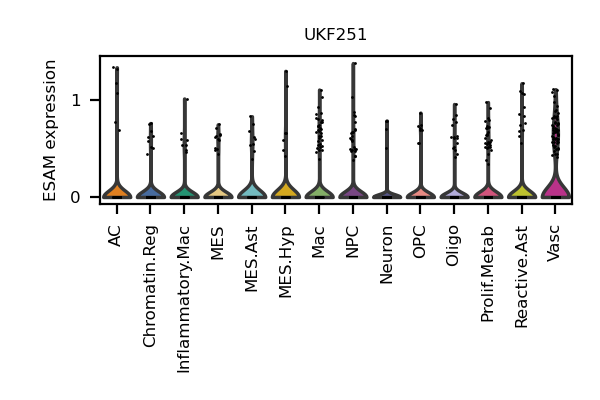 UKF251
ESAM expression
1
0
AC
Chromatin.Reg
Inflammatory.Mac
MES
MES.Ast
MES.Hyp
Mac
NPC
Neuron
OPC
Oligo
Prolif.Metab
Reactive.Ast
Vasc